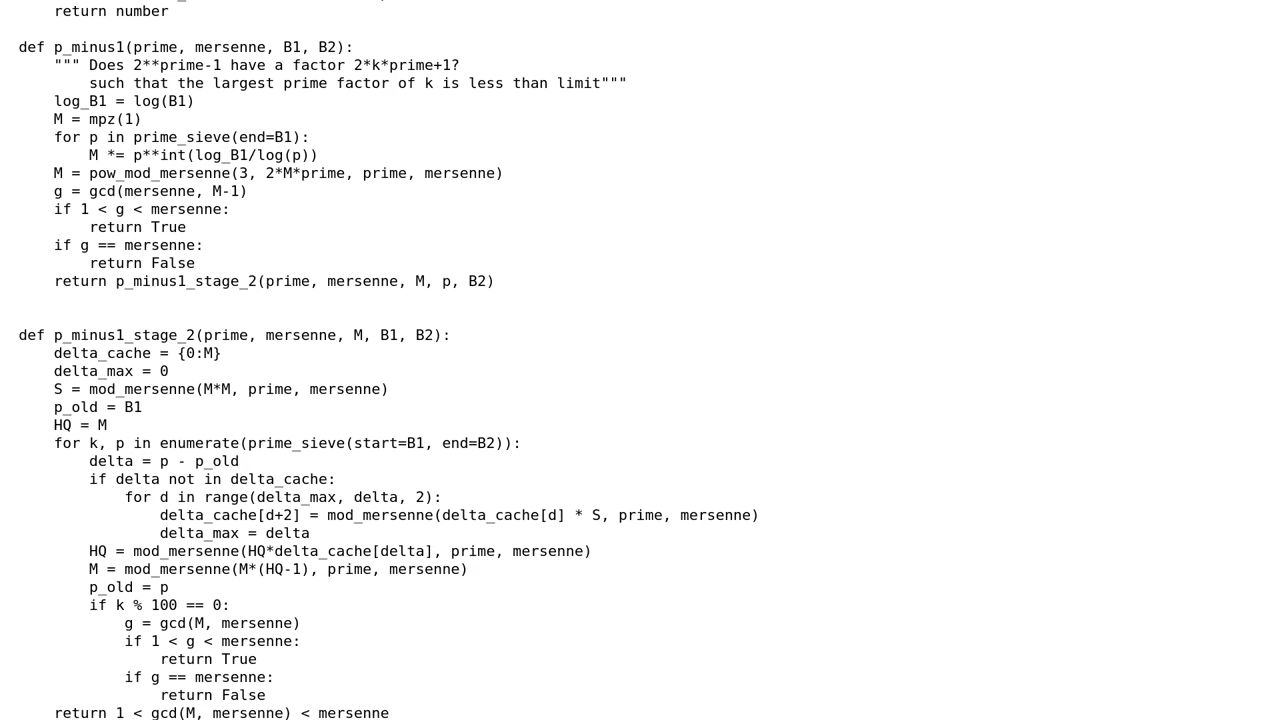 return number
def p_minus1(prime, mersenne, B1, B2):
    """ Does 2**prime-1 have a factor 2*k*prime+1?
        such that the largest prime factor of k is less than limit"""
    log_B1 = log(B1)
    M = mpz(1)
    for p in prime_sieve(end=B1):
        M *= p**int(log_B1/log(p))
    M = pow_mod_mersenne(3, 2*M*prime, prime, mersenne)
    g = gcd(mersenne, M-1)
    if 1 < g < mersenne:
        return True
    if g == mersenne:
        return False
    return p_minus1_stage_2(prime, mersenne, M, p, B2)
def p_minus1_stage_2(prime, mersenne, M, B1, B2):
    delta_cache = {0:M}
    delta_max = 0
    S = mod_mersenne(M*M, prime, mersenne)
    p_old = B1
    HQ = M
    for k, p in enumerate(prime_sieve(start=B1, end=B2)):
        delta = p - p_old
        if delta not in delta_cache:
            for d in range(delta_max, delta, 2):
                delta_cache[d+2] = mod_mersenne(delta_cache[d] * S, prime, mersenne)
                delta_max = delta
        HQ = mod_mersenne(HQ*delta_cache[delta], prime, mersenne)
        M = mod_mersenne(M*(HQ-1), prime, mersenne)
        p_old = p
        if k % 100 == 0:
            g = gcd(M, mersenne)
            if 1 < g < mersenne:
                return True
            if g == mersenne:
                return False
    return 1 < gcd(M, mersenne) < mersenne